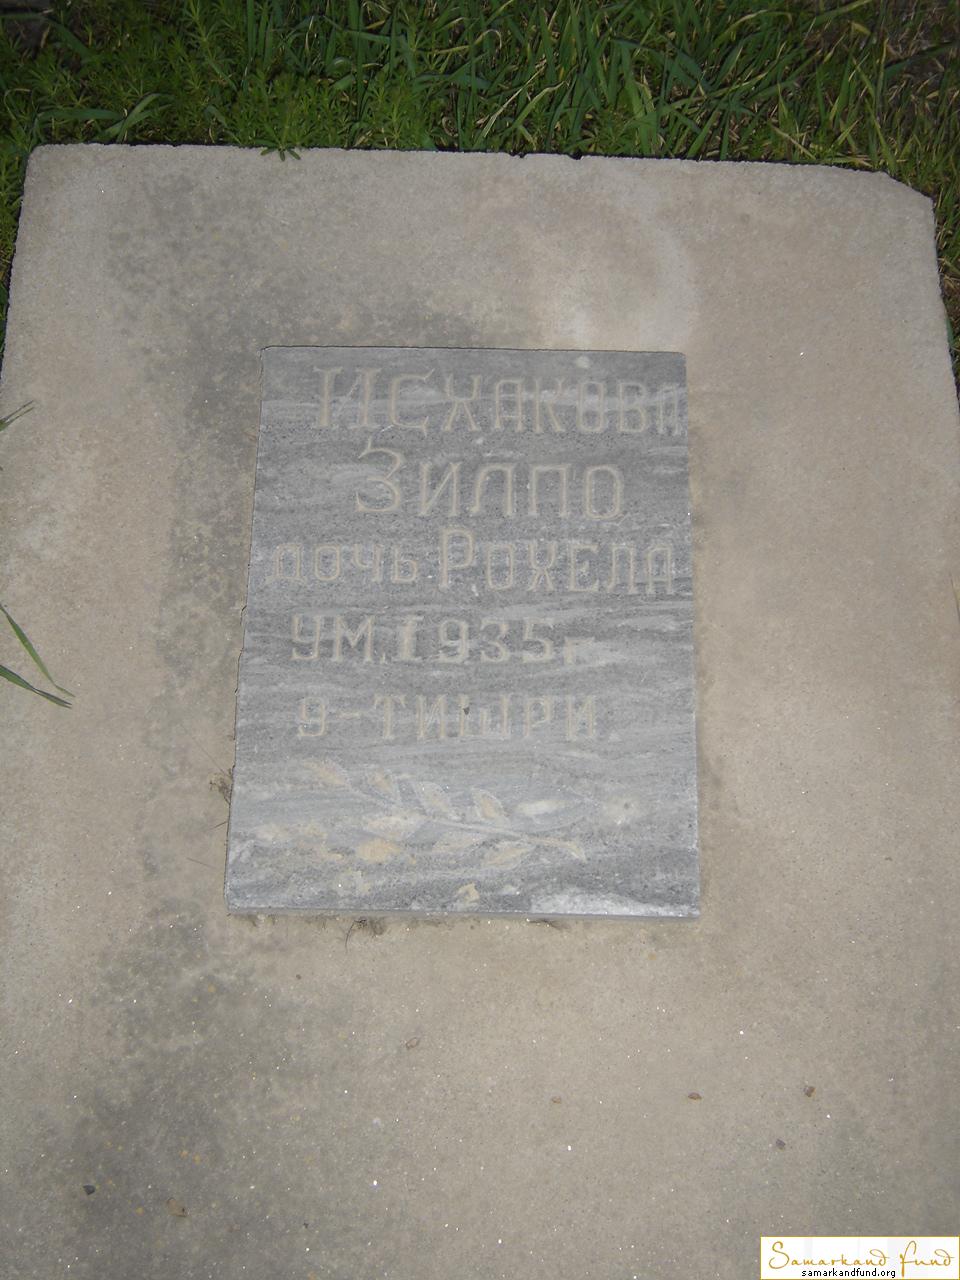 Исхакова
Зилпо
дочь Рохела
ум. 1935 г.
9 - тишри.
Samarkand Fund
samarkandfund.org